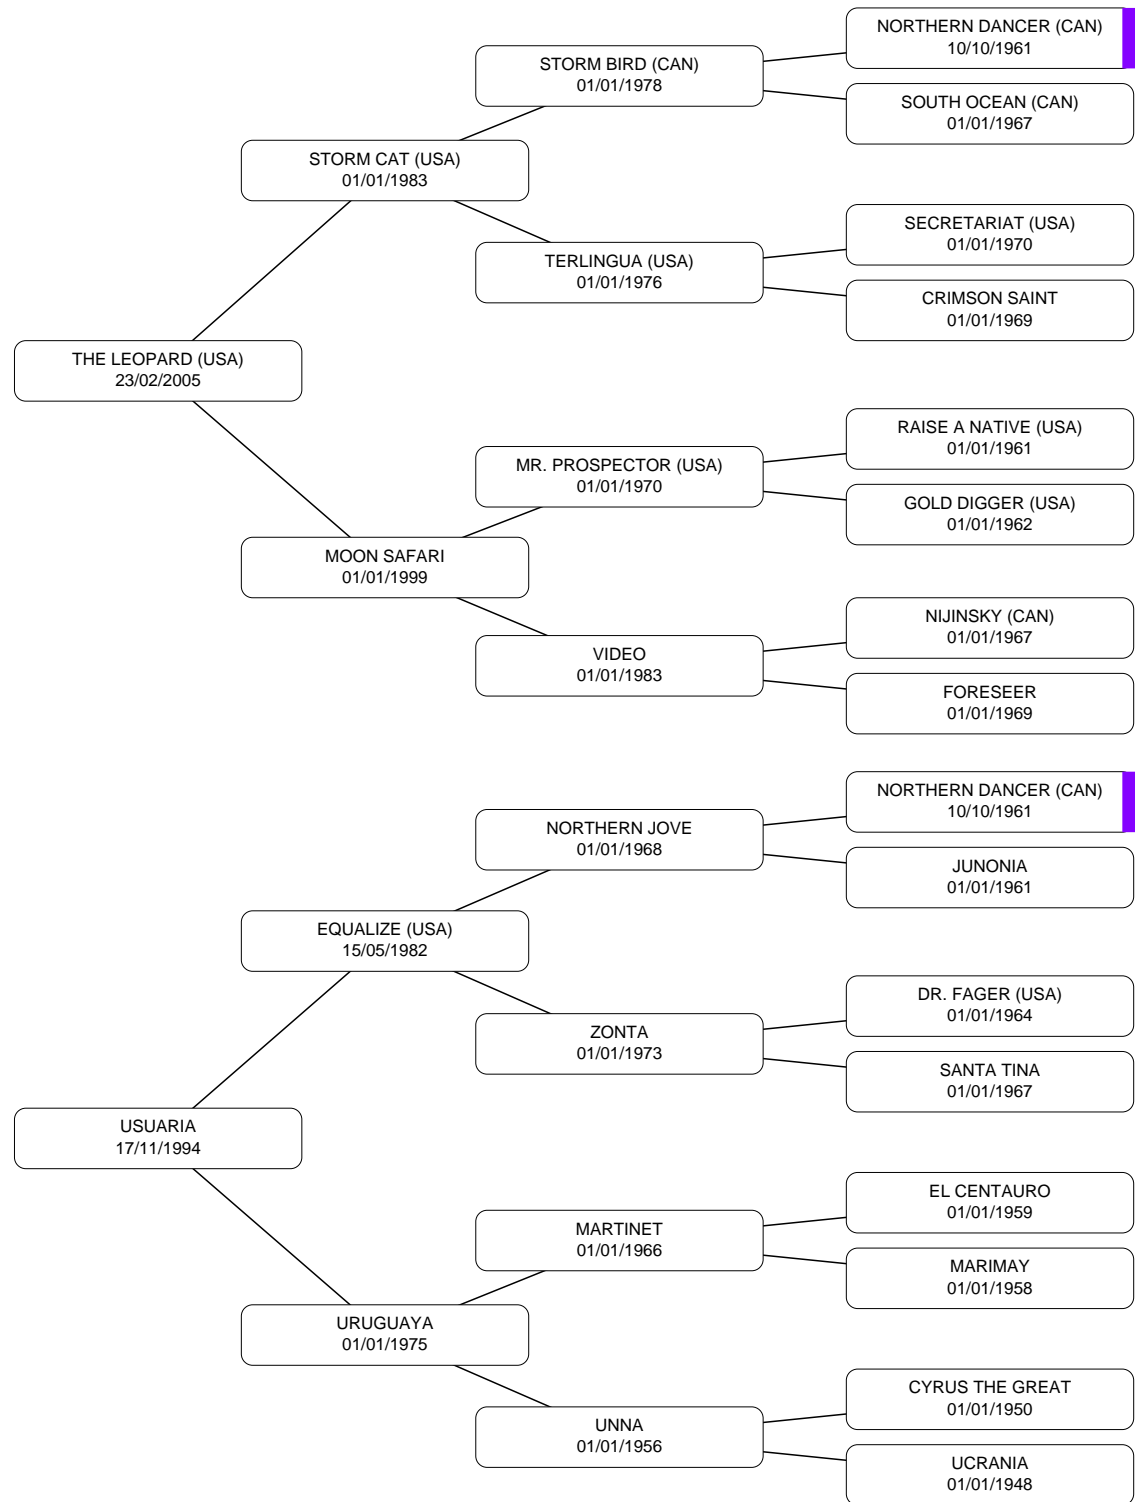 NORTHERN DANCER (CAN)
10/10/1961
STORM BIRD (CAN)
01/01/1978
SOUTH OCEAN (CAN)
01/01/1967
STORM CAT (USA)
01/01/1983
SECRETARIAT (USA)
01/01/1970
TERLINGUA (USA)
01/01/1976
CRIMSON SAINT
01/01/1969
THE LEOPARD (USA)
23/02/2005
RAISE A NATIVE (USA)
01/01/1961
MR. PROSPECTOR (USA)
01/01/1970
GOLD DIGGER (USA)
01/01/1962
MOON SAFARI
01/01/1999
NIJINSKY (CAN)
01/01/1967
VIDEO
01/01/1983
FORESEER
01/01/1969
NORTHERN DANCER (CAN)
10/10/1961
NORTHERN JOVE
01/01/1968
JUNONIA
01/01/1961
EQUALIZE (USA)
15/05/1982
DR. FAGER (USA)
01/01/1964
ZONTA
01/01/1973
SANTA TINA
01/01/1967
USUARIA
17/11/1994
EL CENTAURO
01/01/1959
MARTINET
01/01/1966
MARIMAY
01/01/1958
URUGUAYA
01/01/1975
CYRUS THE GREAT
01/01/1950
UNNA
01/01/1956
UCRANIA
01/01/1948